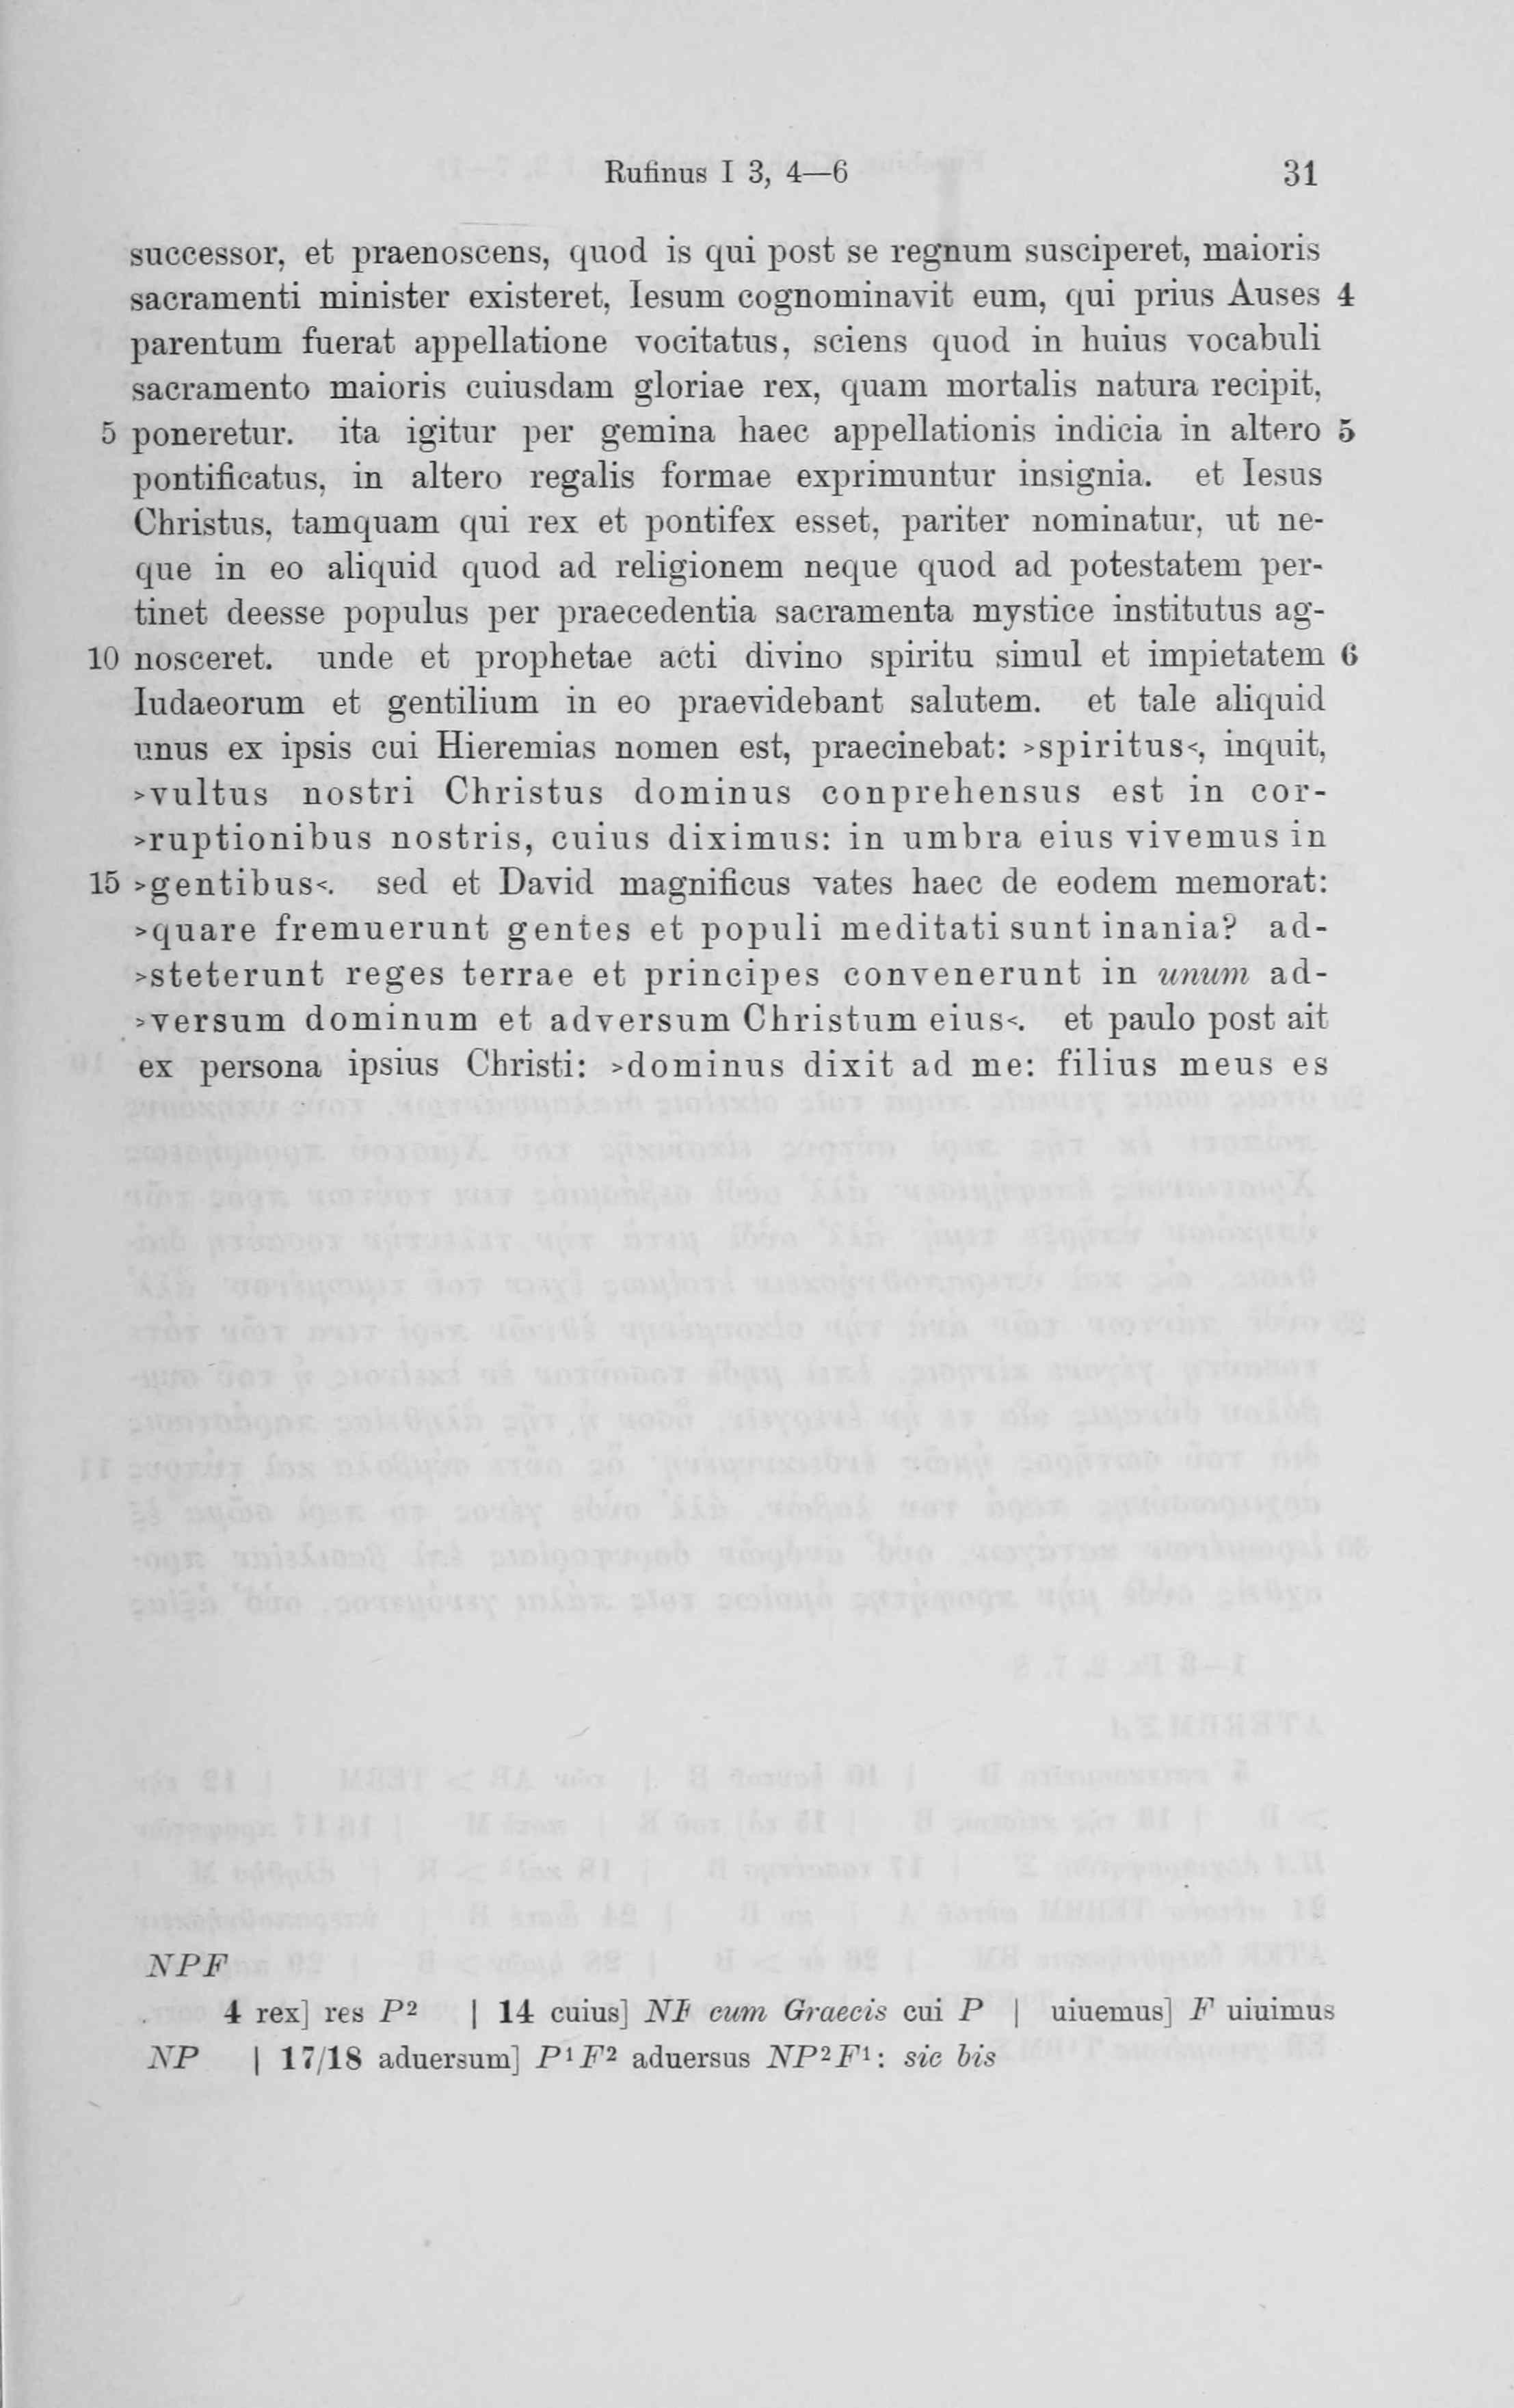 Rufinus I 3, 4—6 31
successor, et praenoscens, quod is qui post se regnum susciperet, maioris
sacramenti minister existeret, Iesum cognominavit eum, qui prius Auses 4
parentum fuerat appellatione vocitatus, sciens quod in huius vocabuli
sacramento maioris cuiusdam gloriae rex, quam mortalis natura recipit,
5 poneretur. ita igitur per gemina haec appellationis indicia in altero 5
pontificatus, in altero regalis formae exprimuntur insignia. et Iesus
Christus, tamquam qui rex et pontifex esset, pariter nominatur, ut ne-
que in eo aliquid quod ad religionem neque quod ad potestatem per-
tinet deesse populus per praecedentia sacramenta mystice institutus ag-
10 nosceret. unde et prophetae acti divino spiritu simul et impietatem 6
Iudaeorum et gentilium in eo praevidebant salutem. et tale aliquid
unus ex ipsis cui Hieremias nomen est, praecinebat: >spiritus<, inquit,
>vultus nostri Christus dominus conprehensus est in cor-
>ruptionibus nostris, cuius diximus: in umbra eius vivemus in
15 >gentibus<. sed et David magnificus vates haec de eodem memorat:
>quare fremuerunt gentes et populi meditati sunt inania? ad-
>steterunt reges terrae et principes convenerunt in unum ad-
>versum dominum et adversum Christum eius<. et paulo post ait
ex persona ipsius Christi: >dominus dixit ad me: filius meus es
NPF
4 rex] res P² | 14 cuius] NF cum Graecis cui P | uiuemus] F uiuimus
NP | 17/18 aduersum] P¹F² aduersus NP²F¹: sic bis